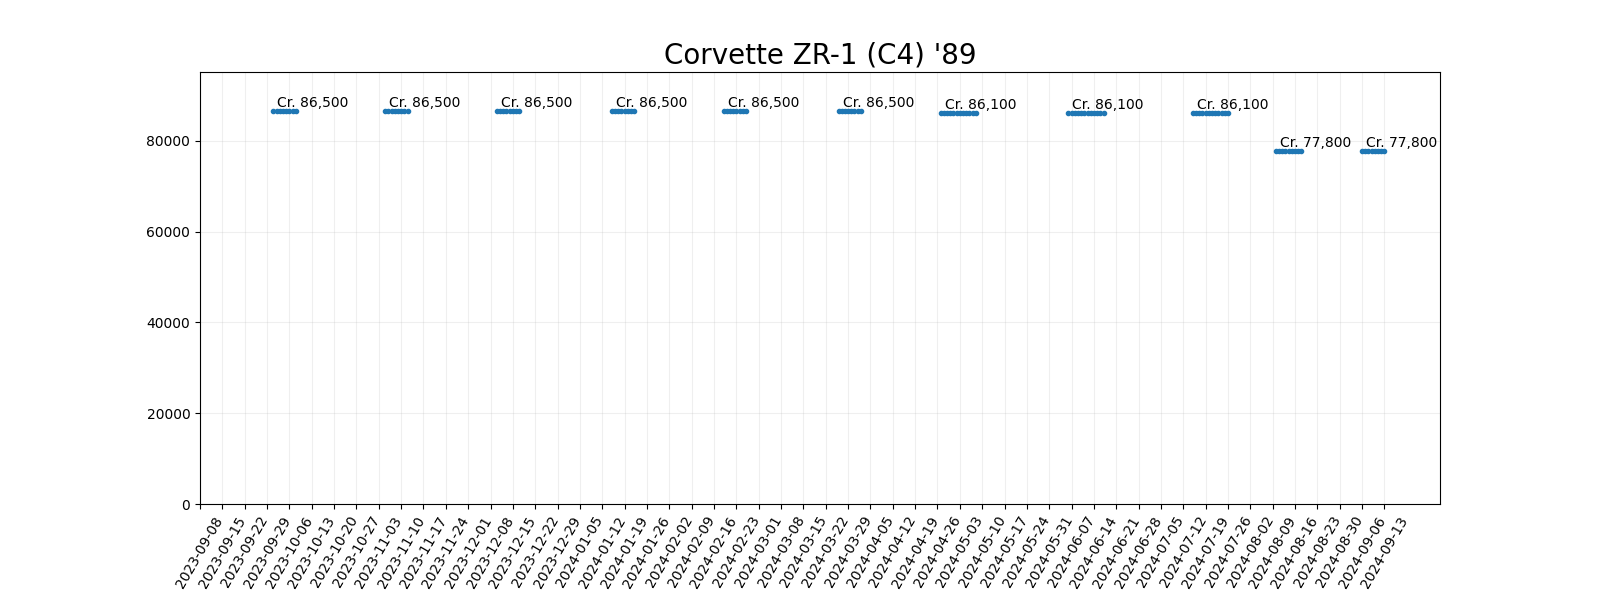 Corvette ZR-1 (C4) '89
Cr. 86,500 Cr. 86,500 Cr. 86,500 Cr. 86,500 Cr. 86,500 Cr. 86,500 Cr. 86,100 Cr. 86,100 Cr. 86,100
Cr. 77,800 Cr. 77,800
80000
60000
40000
20000
0
2023-09-08 2023-09-15 2023-09-22 2023-09-29 2023-10-06 2023-10-13 2023-10-20 2023-10-27 2023-11-03 2023-11-10 2023-11-17 2023-11-24 2023-12-01 2023-12-08 2023-12-15 2023-12-22 2023-12-29 2024-01-05 2024-01-12 2024-01-19 2024-01-26 2024-02-02 2024-02-09 2024-02-16 2024-02-23 2024-03-01 2024-03-08 2024-03-15 2024-03-22 2024-03-29 2024-04-05 2024-04-12 2024-04-19 2024-04-26 2024-05-03 2024-05-10 2024-05-17 2024-05-24 2024-05-31 2024-06-07 2024-06-14 2024-06-21 2024-06-28 2024-07-05 2024-07-12 2024-07-19 2024-07-26 2024-08-02 2024-08-09 2024-08-16 2024-08-23 2024-08-30 2024-09-06 2024-09-13